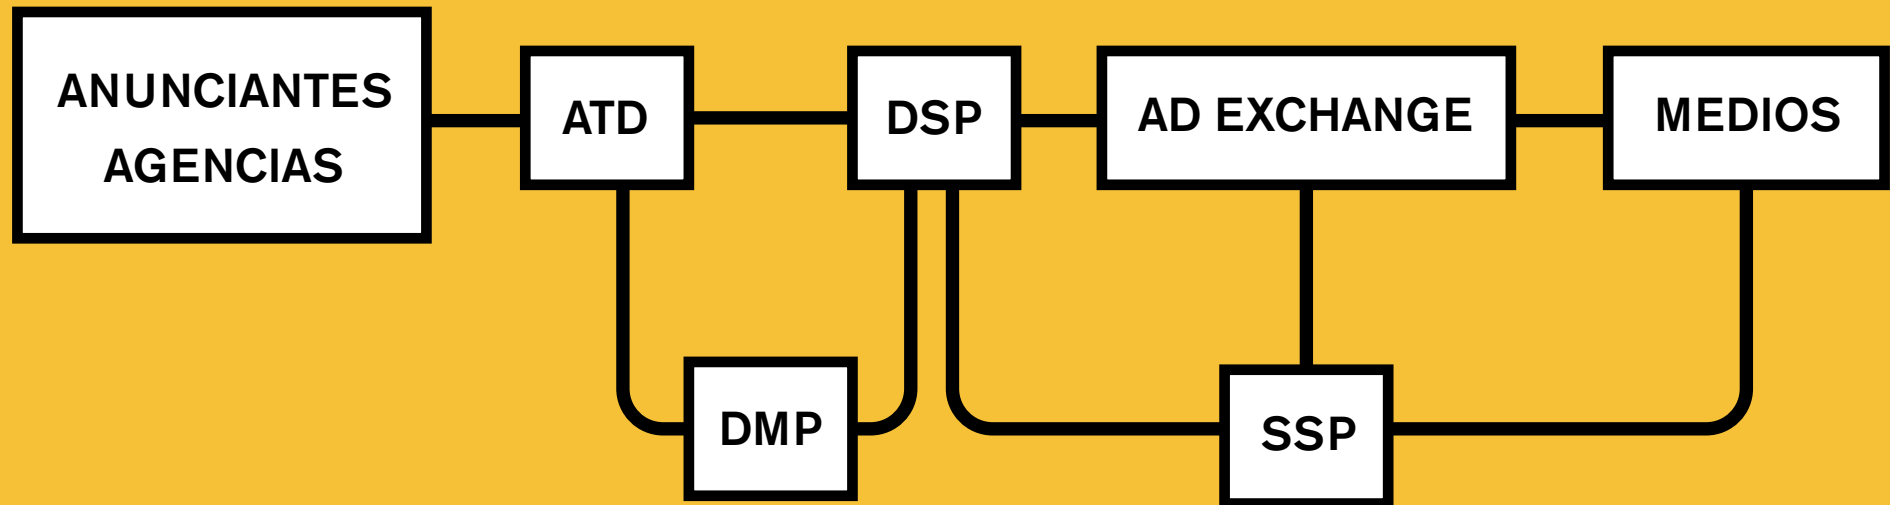 ANUNCIANTES
AGENCIAS
ATD
DSP
AD EXCHANGE
MEDIOS
DMP
SSP